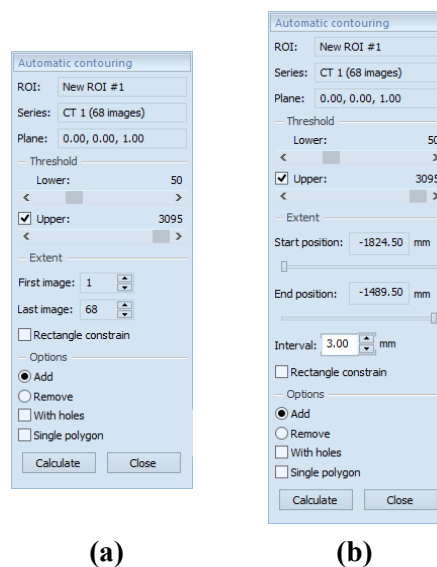 Automatic contouring
ROI: New ROI #1
Series: CT 1 (68 images)
Plane: 0.00, 0.00, 1.00
Threshold
Lower: 50
Upper: 3095
Extent
First image: 1
Last image: 68
Rectangle constrain
Options
Add
Remove
With holes
Single polygon
Calculate Close
(a)
Automatic contouring
ROI: New ROI #1
Series: CT 1 (68 images)
Plane: 0.00, 0.00, 1.00
Threshold
Lower: 50
Upper: 3095
Extent
Start position: -1824.50 mm
End position: -1489.50 mm
Interval: 3.00 mm
Rectangle constrain
Options
Add
Remove
With holes
Single polygon
Calculate Close
(b)